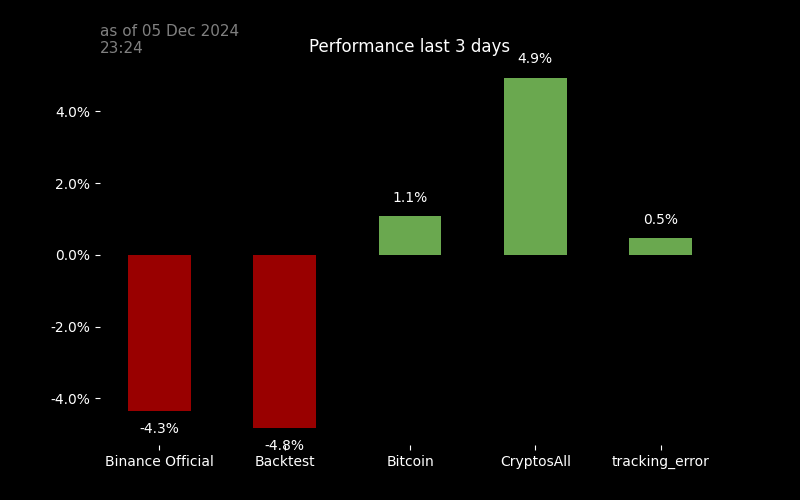 as of 05 Dec 2024
23:24
Performance last 3 days
4.9%
4.0%
2.0%
1.1%
0.5%
0.0%
-2.0%
-4.0%
-4.3%
-4.8%
Binance Official
Backtest
Bitcoin
CryptosAll
tracking_error